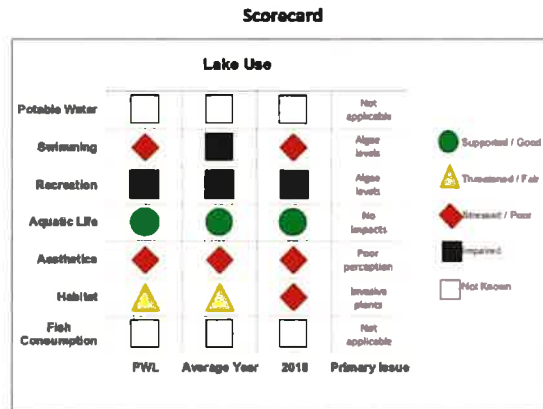 Scorecard
Lake Use
Potable Water
Not
applicable
Swimming
Algae
levels
Recreation
Algae
levels
Aquatic Life
No
impacts
Aesthetics
Poor
perception
Habitat
Invasive
plants
Fish
Consumption
Not
applicable
PWL Average Year 2018 Primary Issue
Supported / Good
Threatened / Fair
Stressed / Poor
Impaired
Not Known